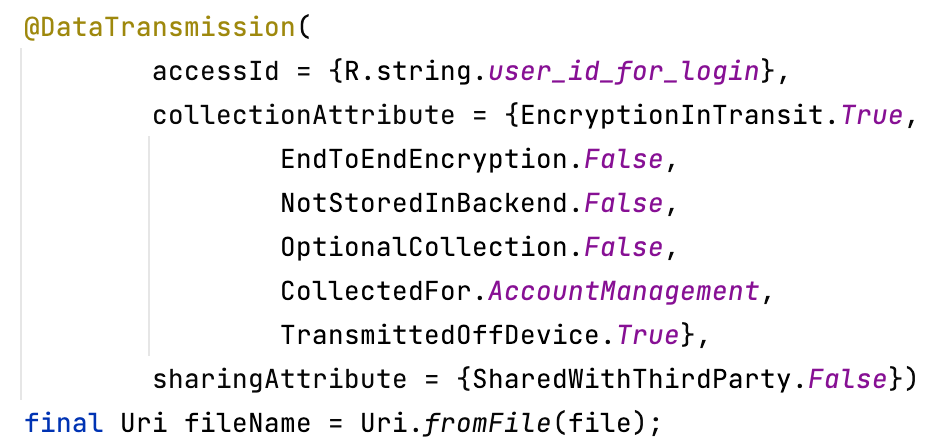 @DataTransmission(
accessId = {R.string.user_id_for_login},
collectionAttribute = {EncryptionInTransit.True,
EndToEndEncryption.False,
NotStoredInBackend.False,
OptionalCollection.False,
CollectedFor.AccountManagement,
TransmittedOffDevice.True},
sharingAttribute = {SharedWithThirdParty.False})
final Uri fileName = Uri.fromFile(file);